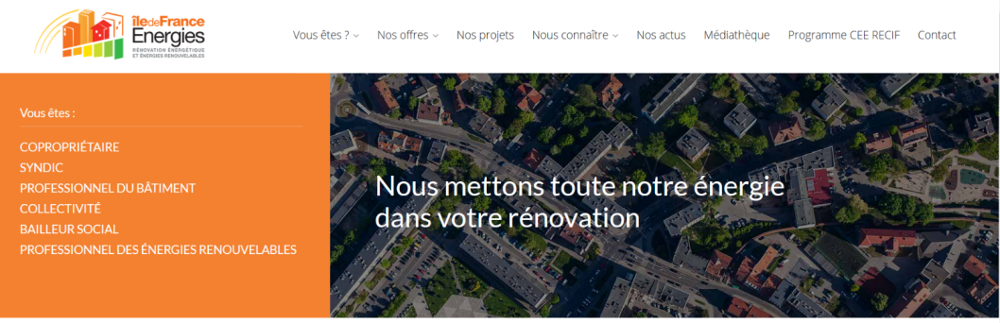 îledeFrance
Energies
RÉNOVATION ÉNERGÉTIQUE
ET ÉNERGIES RENOUVELABLES
Vous êtes ?
Nos offres
Nos projets
Nous connaître
Nos actus
Médiathèque
Programme CEE RECIF
Contact
Vous êtes :
COPROPRIÉTAIRE
SYNDIC
PROFESSIONNEL DU BÂTIMENT
COLLECTIVITÉ
BAILLEUR SOCIAL
PROFESSIONNEL DES ÉNERGIES RENOUVELABLES
Nous mettons toute notre énergie
dans votre rénovation